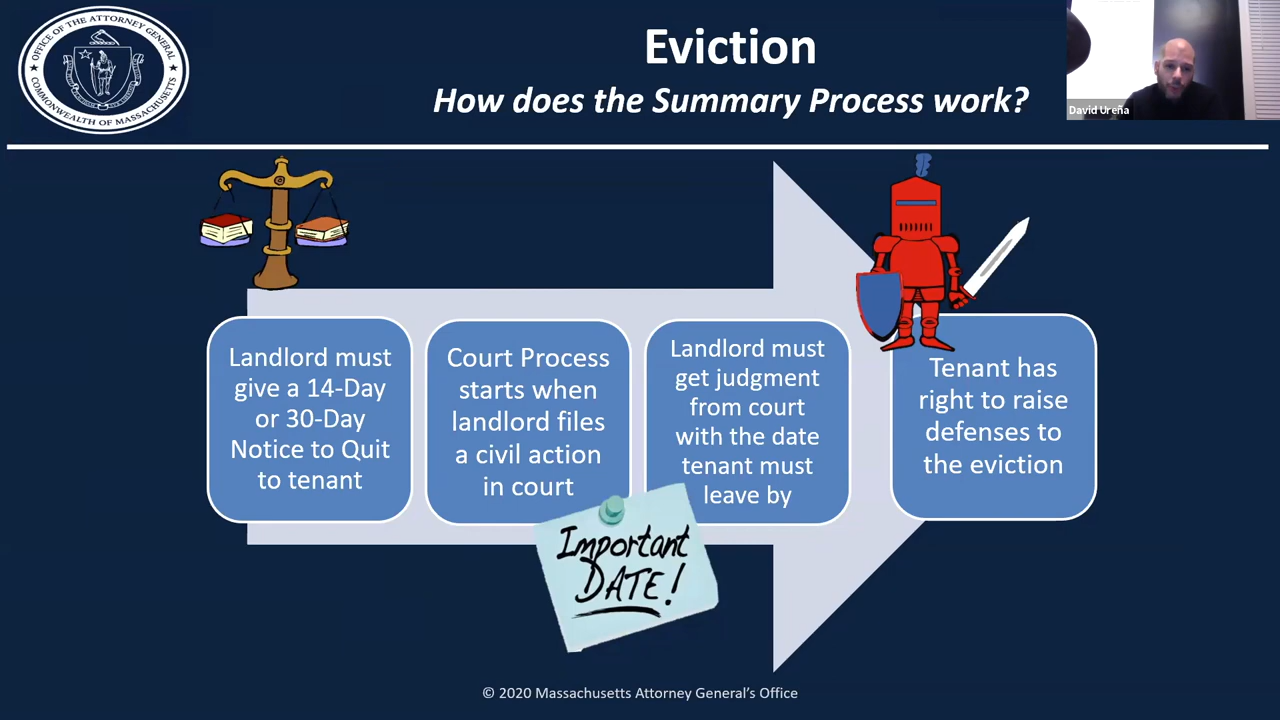 OFFICE OF THE ATTORNEY GENERAL
COMMONWEALTH OF MASSACHUSETTS
Eviction
How does the Summary Process work?
David Ureña
Landlord must
give a 14-Day
or 30-Day
Notice to Quit
to tenant
Court Process
starts when
landlord files
a civil action
in court
Landlord must
get judgment
from court
with the date
tenant must
leave by
Tenant has
right to raise
defenses to
the eviction
Important
DATE!
© 2020 Massachusetts Attorney General's Office